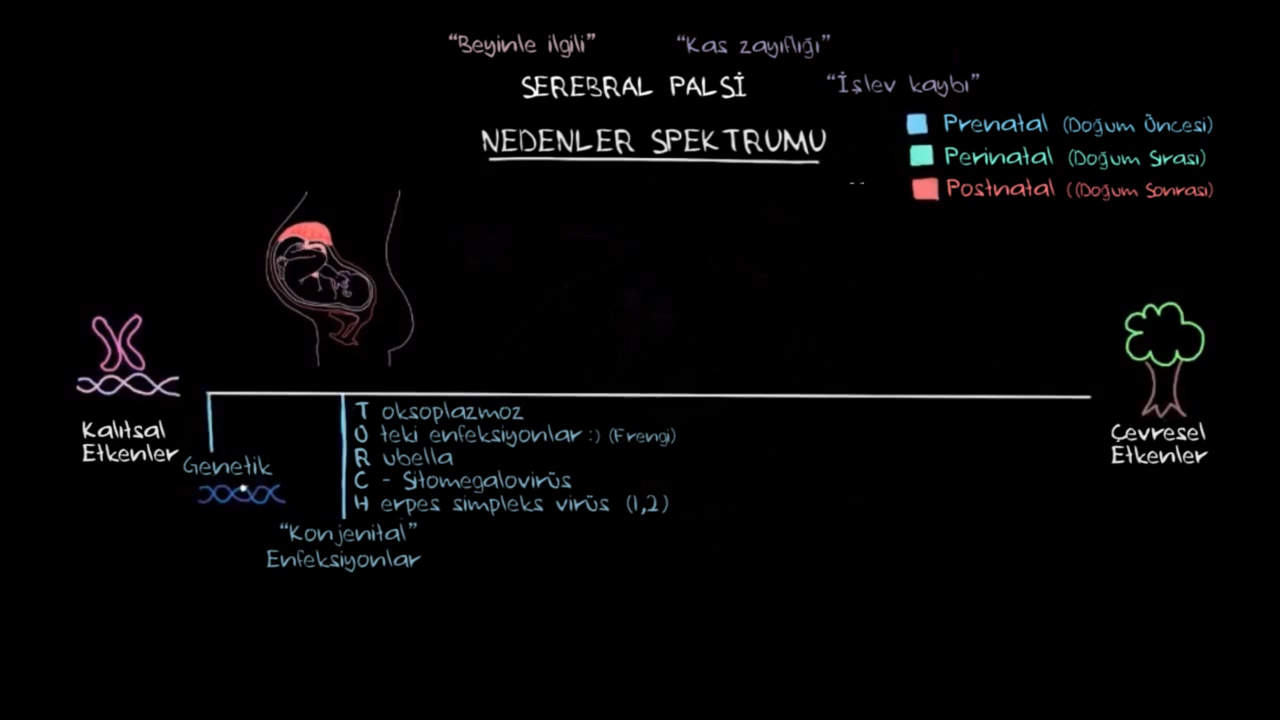 “Beyinle ilgili” “Kas zayıflığı”
SEREBRAL PALSİ “İşlev kaybı”
NEDENLER SPEKTRUMU
Prenatal (Doğum Öncesi)
Perinatal (Doğum Sırası)
Postnatal ((Doğum Sonrası)
Kalıtsal
Etkenler
Genetik
T oksoplazmoz
O teki enfeksiyonlar :) (Frengi)
R ubella
C - Sitomegalovirüs
H erpes simpleks virüs (1,2)
“Konjenital”
Enfeksiyonlar
Çevresel
Etkenler